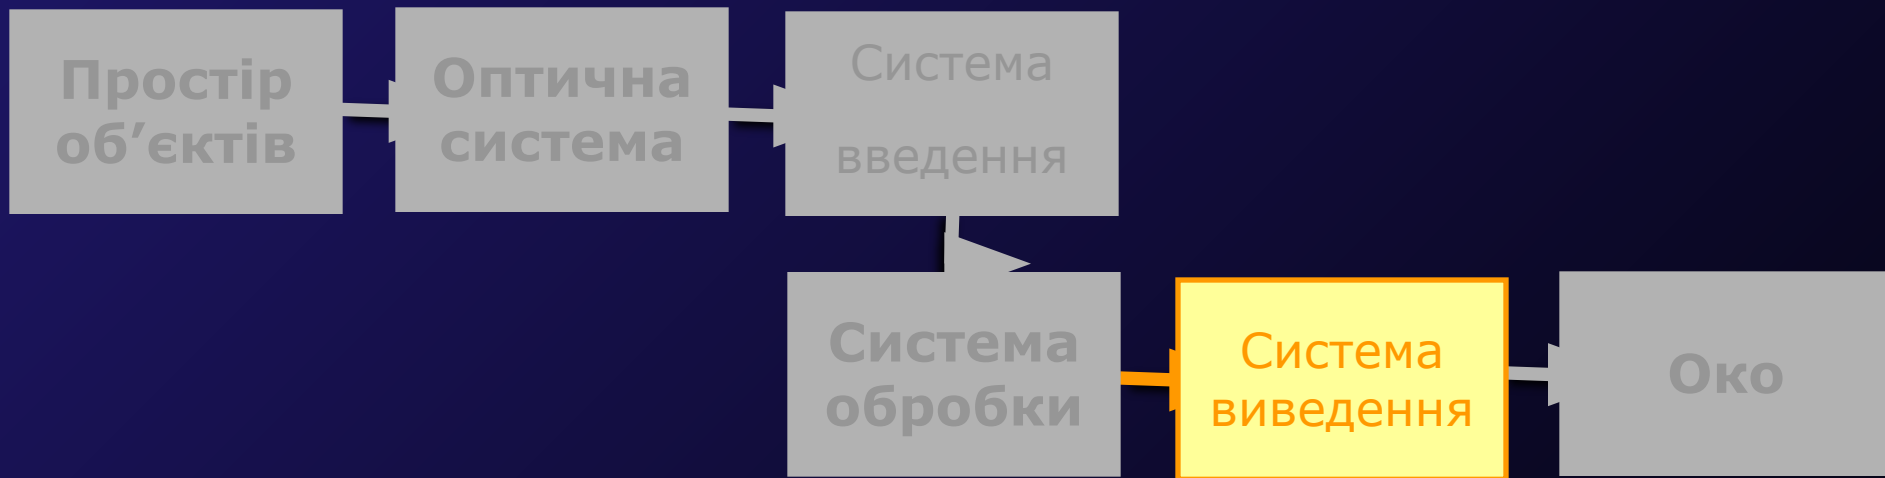 Простір
об’єктів
Оптична
система
Система
введення
Система
обробки
Система
виведення
Око